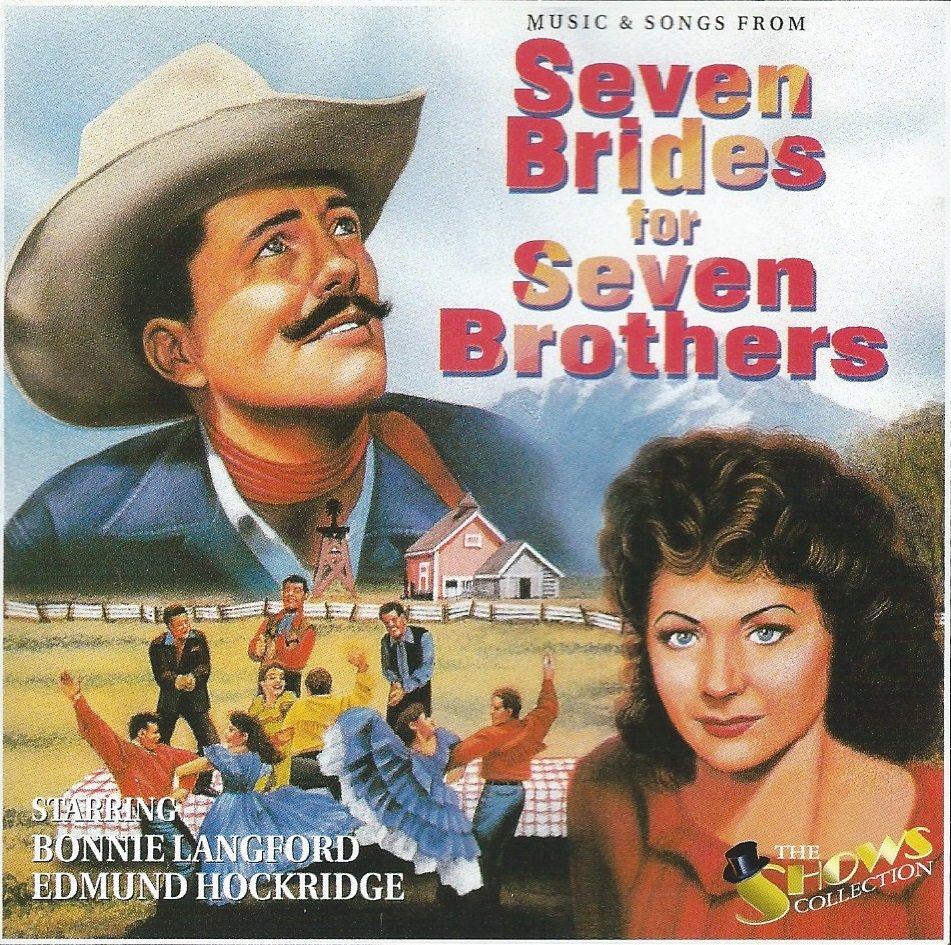 MUSIC & SONGS FROM
Seven
Brides
for
Seven
Brothers
STARRING
BONNIE LANGFORD
EDMUND HOCKRIDGE
THE
SHOWS
COLLECTION